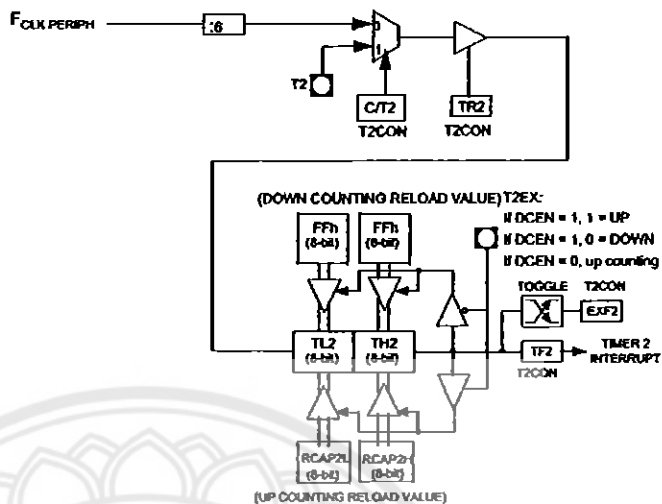 FCLK PERIPH
:6
0
1
T2
C/T2
TR2
T2CON
T2CON
(DOWN COUNTING RELOAD VALUE)
T2EX:
If DCEN = 1, 1 = UP
If DCEN = 1, 0 = DOWN
If DCEN = 0, up counting
FFh
(8-bit)
FFh
(8-bit)
TOGGLE
T2CON
EXF2
TL2
(8-bit)
TH2
(8-bit)
TF2
TIMER 2
INTERRUPT
T2CON
RCAP2L
(8-bit)
RCAP2H
(8-bit)
(UP COUNTING RELOAD VALUE)